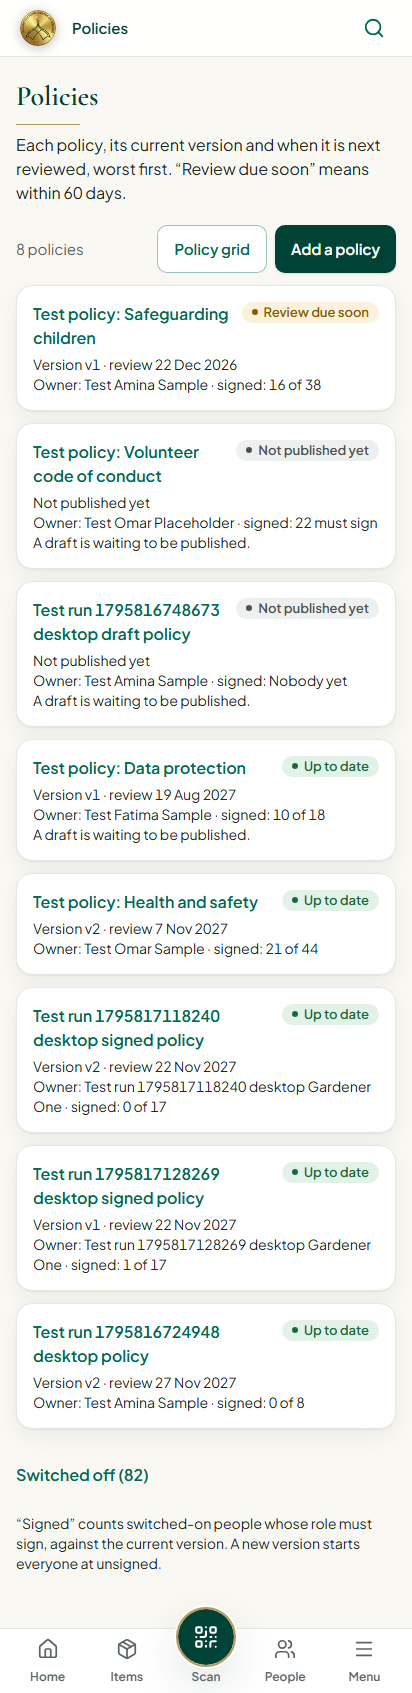 Policies
Policies
Each policy, its current version and when it is next
reviewed, worst first. “Review due soon” means
within 60 days.
8 policies
Policy grid
Add a policy
Test policy: Safeguarding
children
Review due soon
Version v1 · review 22 Dec 2026
Owner: Test Amina Sample · signed: 16 of 38
Test policy: Volunteer
code of conduct
Not published yet
Not published yet
Owner: Test Omar Placeholder · signed: 22 must sign
A draft is waiting to be published.
Test run 1795816748673
desktop draft policy
Not published yet
Not published yet
Owner: Test Amina Sample · signed: Nobody yet
A draft is waiting to be published.
Test policy: Data protection
Up to date
Version v1 · review 19 Aug 2027
Owner: Test Fatima Sample · signed: 10 of 18
A draft is waiting to be published.
Test policy: Health and safety
Up to date
Version v2 · review 7 Nov 2027
Owner: Test Omar Sample · signed: 21 of 44
Test run 1795817118240
desktop signed policy
Up to date
Version v2 · review 22 Nov 2027
Owner: Test run 1795817118240 desktop Gardener
One · signed: 0 of 17
Test run 1795817128269
desktop signed policy
Up to date
Version v1 · review 22 Nov 2027
Owner: Test run 1795817128269 desktop Gardener
One · signed: 1 of 17
Test run 1795816724948
desktop policy
Up to date
Version v2 · review 27 Nov 2027
Owner: Test Amina Sample · signed: 0 of 8
Switched off (82)
“Signed” counts switched-on people whose role must
sign, against the current version. A new version starts
everyone at unsigned.
Home
Items
Scan
People
Menu